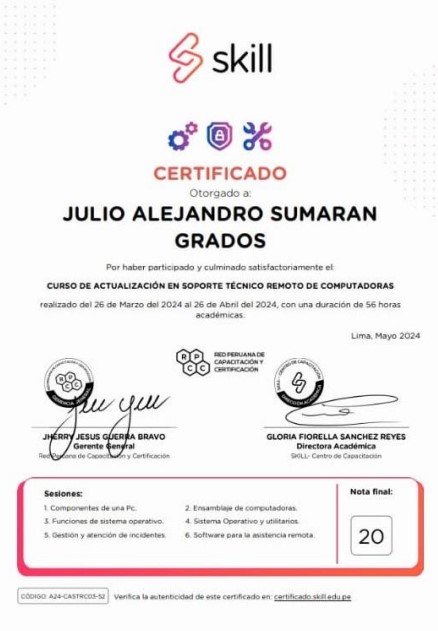 skill
CERTIFICADO
Otorgado a:
JULIO ALEJANDRO SUMARAN
GRADOS
Por haber participado y culminado satisfactoriamente el:
CURSO DE ACTUALIZACIÓN EN SOPORTE TÉCNICO REMOTO DE COMPUTADORAS
realizado del 26 de Marzo del 2024 al 26 de Abril del 2024, con una duración de 56 horas
académicas.
Lima, Mayo 2024
RPCC
RED PERUANA DE
CAPACITACIÓN Y
CERTIFICACIÓN
JHERRY JESUS GUERRA BRAVO
Gerente General
Red Peruana de Capacitación y Certificación
GLORIA FIORELLA SANCHEZ REYES
Directora Académica
SKILL- Centro de Capacitación
Sesiones:
1. Componentes de una Pc.
2. Ensamblaje de computadoras.
3. Funciones de sistema operativo.
4. Sistema Operativo y utilitarios.
5. Gestión y atención de incidentes.
6. Software para la asistencia remota.
Nota final:
20
CÓDIGO: A24-CASTRC03-52
Verifica la autenticidad de este certificado en: certificado.skill.edu.pe